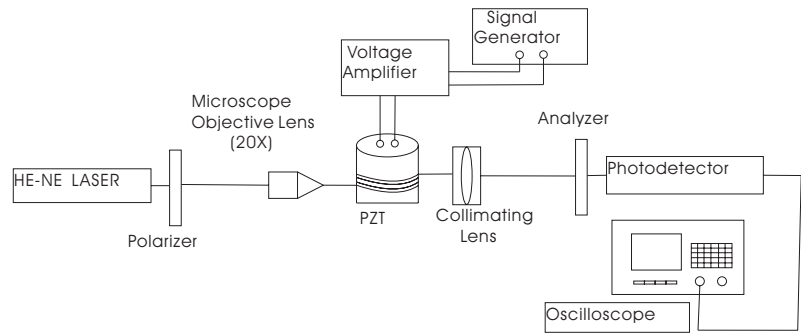 Signal
Generator
Voltage
Amplifier
Microscope
Objective Lens
(20X)
Analyzer
HE-NE LASER
Photodetector
Polarizer
PZT
Collimating
Lens
Oscilloscope